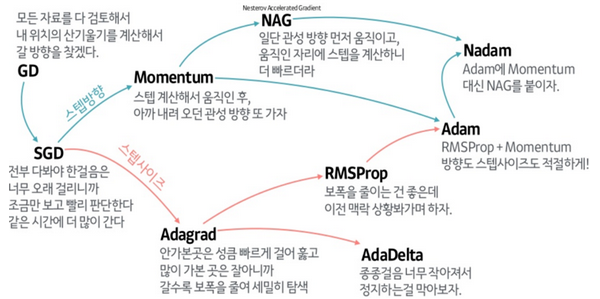 모든 자료를 다 검토해서
내 위치의 산기울기를 계산해서
갈 방향을 찾겠다.
GD
Nesterov Accelerated Gradient
NAG
일단 관성 방향 먼저 움직이고,
움직인 자리에 스텝을 계산하니
더 빠르더라
Nadam
Adam에 Momentum
대신 NAG를 붙이자.
Momentum
스텝 계산해서 움직인 후,
아까 내려 오던 관성 방향 또 가자
스텝방향
Adam
RMSProp + Momentum
방향도 스텝사이즈도 적절하게!
SGD
전부 다봐야 한걸음은
너무 오래 걸리니까
조금만 보고 빨리 판단한다
같은 시간에 더 많이 간다
스텝사이즈
RMSProp
보폭을 줄이는 건 좋은데
이전 맥락 상황봐가며 하자.
Adagrad
안가본곳은 성큼 빠르게 걸어 훑고
많이 가본 곳은 잘아니까
갈수록 보폭을 줄여 세밀히 탐색
AdaDelta
종종걸음 너무 작아져서
정지하는걸 막아보자.